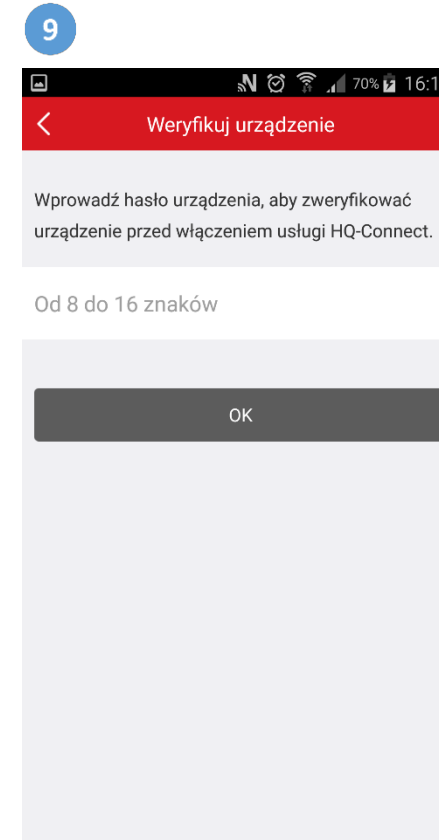 9
70% 16:1
Weryfikuj urządzenie
Wprowadź hasło urządzenia, aby zweryfikować
urządzenie przed włączeniem usługi HQ-Connect.
Od 8 do 16 znaków
OK